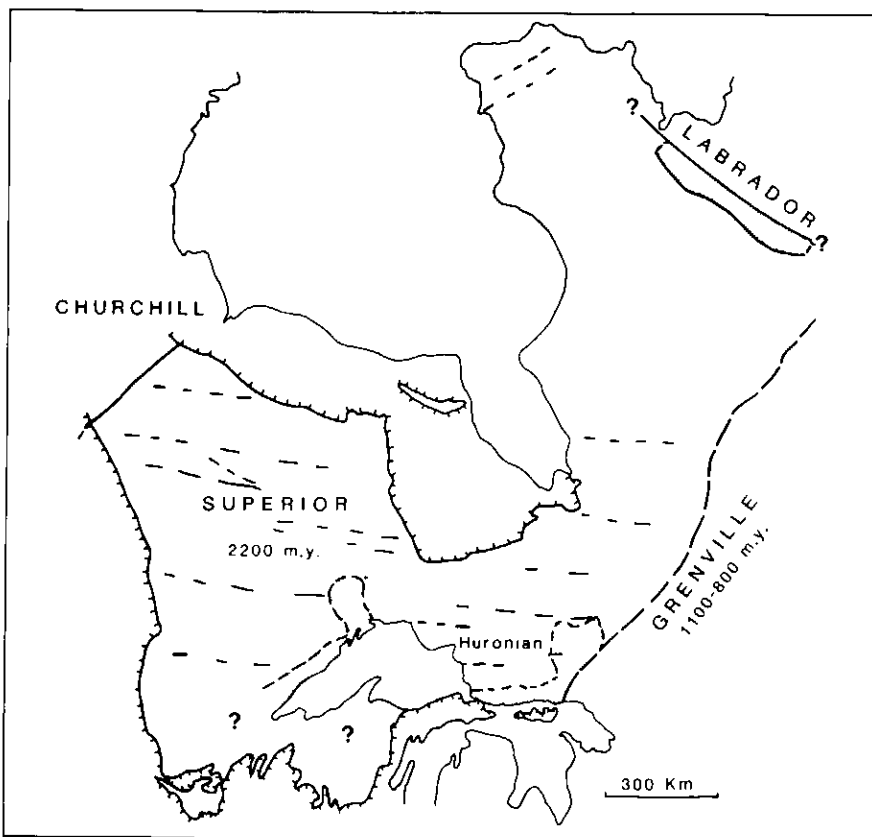 ?
LABRADOR
?
CHURCHILL
SUPERIOR
2200 m.y.
GRENVILLE
1100-800 m.y.
Huronian
?
?
300 Km